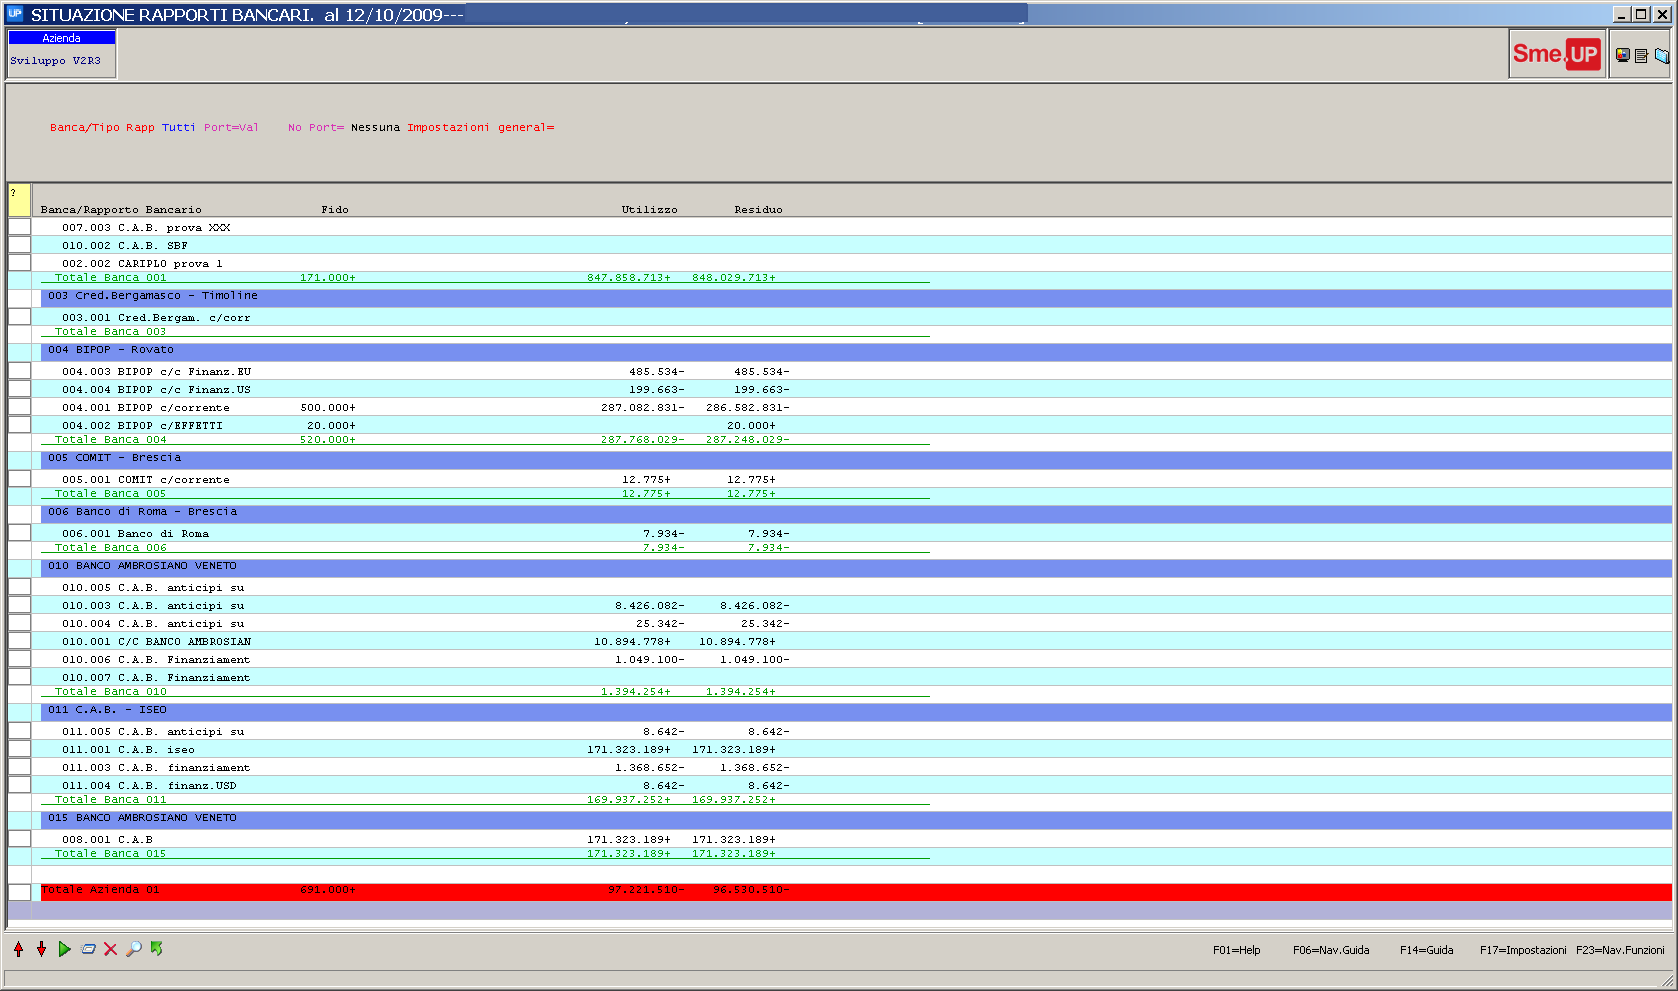 UP SITUAZIONE RAPPORTI BANCARI. al 12/10/2009---
Azienda
Sviluppo V2R3
Sme.UP
Banca/Tipo Rapp Tutti Port=Val No Port= Nessuna Impostazioni general=
?
Banca/Rapporto Bancario Fido Utilizzo Residuo
007.003 C.A.B. prova XXX
010.002 C.A.B. SBF
002.002 CARIPLO prova 1
Totale Banca 001 171.000+ 847.858.713+ 848.029.713+
003 Cred.Bergamasco - Timoline
003.001 Cred.Bergam. c/corr
Totale Banca 003
004 BIPOP - Rovato
004.003 BIPOP c/c Finanz.EU 485.534- 485.534-
004.004 BIPOP c/c Finanz.US 199.663- 199.663-
004.001 BIPOP c/corrente 500.000+ 287.082.831- 286.582.831-
004.002 BIPOP c/EFFETTI 20.000+ 20.000+
Totale Banca 004 520.000+ 287.768.029- 287.248.029-
005 COMIT - Brescia
005.001 COMIT c/corrente 12.775+ 12.775+
Totale Banca 005 12.775+ 12.775+
006 Banco di Roma - Brescia
006.001 Banco di Roma 7.934- 7.934-
Totale Banca 006 7.934- 7.934-
010 BANCO AMBROSIANO VENETO
010.005 C.A.B. anticipi su
010.003 C.A.B. anticipi su 8.426.082- 8.426.082-
010.004 C.A.B. anticipi su 25.342- 25.342-
010.001 C/C BANCO AMBROSIAN 10.894.778+ 10.894.778+
010.006 C.A.B. Finanziament 1.049.100- 1.049.100-
010.007 C.A.B. Finanziament
Totale Banca 010 1.394.254+ 1.394.254+
011 C.A.B. - ISEO
011.005 C.A.B. anticipi su 8.642- 8.642-
011.001 C.A.B. iseo 171.323.189+ 171.323.189+
011.003 C.A.B. finanziament 1.368.652- 1.368.652-
011.004 C.A.B. finanz.USD 8.642- 8.642-
Totale Banca 011 169.937.252+ 169.937.252+
015 BANCO AMBROSIANO VENETO
008.001 C.A.B 171.323.189+ 171.323.189+
Totale Banca 015 171.323.189+ 171.323.189+
Totale Azienda 01 691.000+ 97.221.510- 96.530.510-
F01=Help F06=Nav.Guida F14=Guida F17=Impostazioni F23=Nav.Funzioni